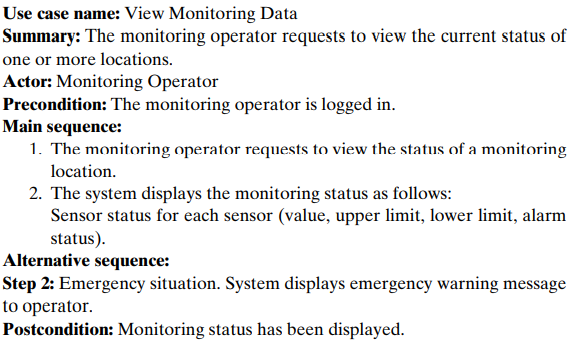 Use case name: View Monitoring Data
Summary: The monitoring operator requests to view the current status of
one or more locations.
Actor: Monitoring Operator
Precondition: The monitoring operator is logged in.
Main sequence:
1. The monitoring operator requests to view the status of a monitoring
location.
2. The system displays the monitoring status as follows:
Sensor status for each sensor (value, upper limit, lower limit, alarm
status).
Alternative sequence:
Step 2: Emergency situation. System displays emergency warning message
to operator.
Postcondition: Monitoring status has been displayed.